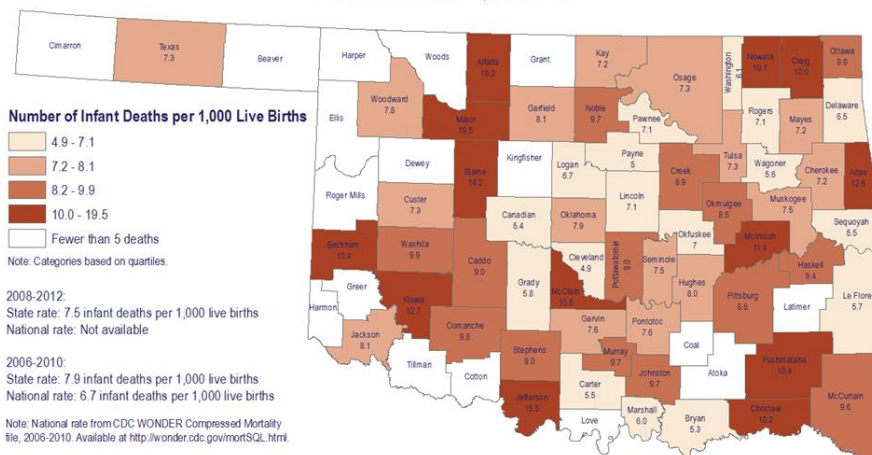 Cimarron
Texas
7.3
Beaver
Harper
Woods
Alfalfa
18.2
Grant
Kay
7.2
Osage
7.3
Washington
6.1
Nowata
10.1
Craig
10.0
Ottawa
9.9
Ellis
Woodward
7.8
Major
19.5
Garfield
8.1
Noble
9.7
Pawnee
7.1
Rogers
7.1
Mayes
7.2
Delaware
6.5
Number of Infant Deaths per 1,000 Live Births
4.9 - 7.1
7.2 - 8.1
8.2 - 9.9
10.0 - 19.5
Fewer than 5 deaths
Note: Categories based on quartiles.
Dewey
Blaine
14.2
Kingfisher
Logan
6.7
Payne
5
Creek
8.9
Tulsa
7.3
Wagoner
5.6
Cherokee
7.2
Adair
12.6
Roger Mills
Custer
7.3
Canadian
5.4
Oklahoma
7.9
Lincoln
7.1
Okfuskee
7
Okmulgee
8.5
Muskogee
7.5
Sequoyah
5.5
Beckham
10.4
Washita
9.9
Caddo
9.0
Grady
5.8
Cleveland
4.9
McClain
10.8
Pottowatomie
9.0
Seminole
7.5
Hughes
8.0
McIntosh
11.4
Haskell
9.4
Pittsburg
8.6
Latimer
Le Flore
5.7
Greer
Harmon
Kiowa
12.7
Jackson
8.1
Comanche
9.8
Tillman
Cotton
Stephens
9.0
Jefferson
15.5
Garvin
7.6
Murray
9.7
Carter
5.5
Love
Pontotoc
7.6
Johnston
9.7
Marshall
6.0
Coal
Atoka
Bryan
5.3
Pushmataha
10.4
Choctaw
10.2
McCurtain
9.6
2008-2012:
State rate: 7.5 infant deaths per 1,000 live births
National rate: Not available
2006-2010:
State rate: 7.9 infant deaths per 1,000 live births
National rate: 6.7 infant deaths per 1,000 live births
Note: National rate from CDC WONDER Compressed Mortality
file, 2006-2010. Available at http://wonder.cdc.gov/mortSQL.html.